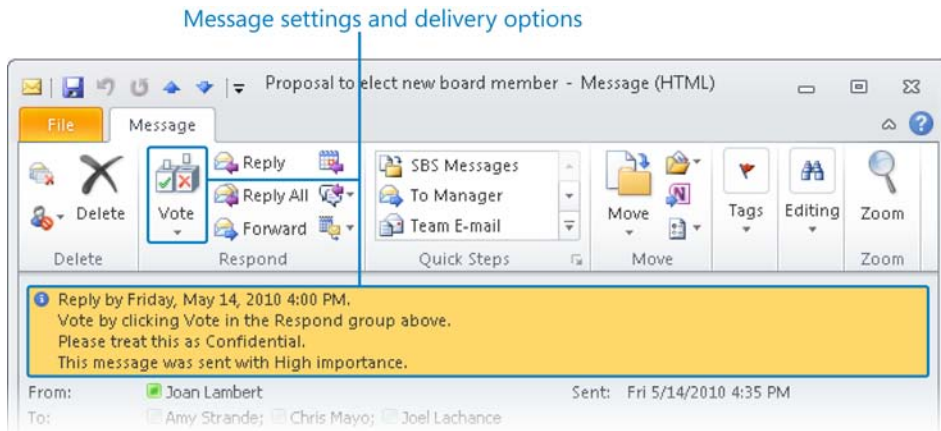 Message settings and delivery options
Proposal to elect new board member - Message (HTML)
File Message
Delete
Vote
Reply
Reply All
Forward
SBS Messages
To Manager
Team E-mail
Move
Tags
Editing
Zoom
Delete Respond Quick Steps Move Zoom
Reply by Friday, May 14, 2010 4:00 PM.
Vote by clicking Vote in the Respond group above.
Please treat this as Confidential.
This message was sent with High importance.
From: Joan Lambert Sent: Fri 5/14/2010 4:35 PM
To: Amy Strande; Chris Mayo; Joel Lachance